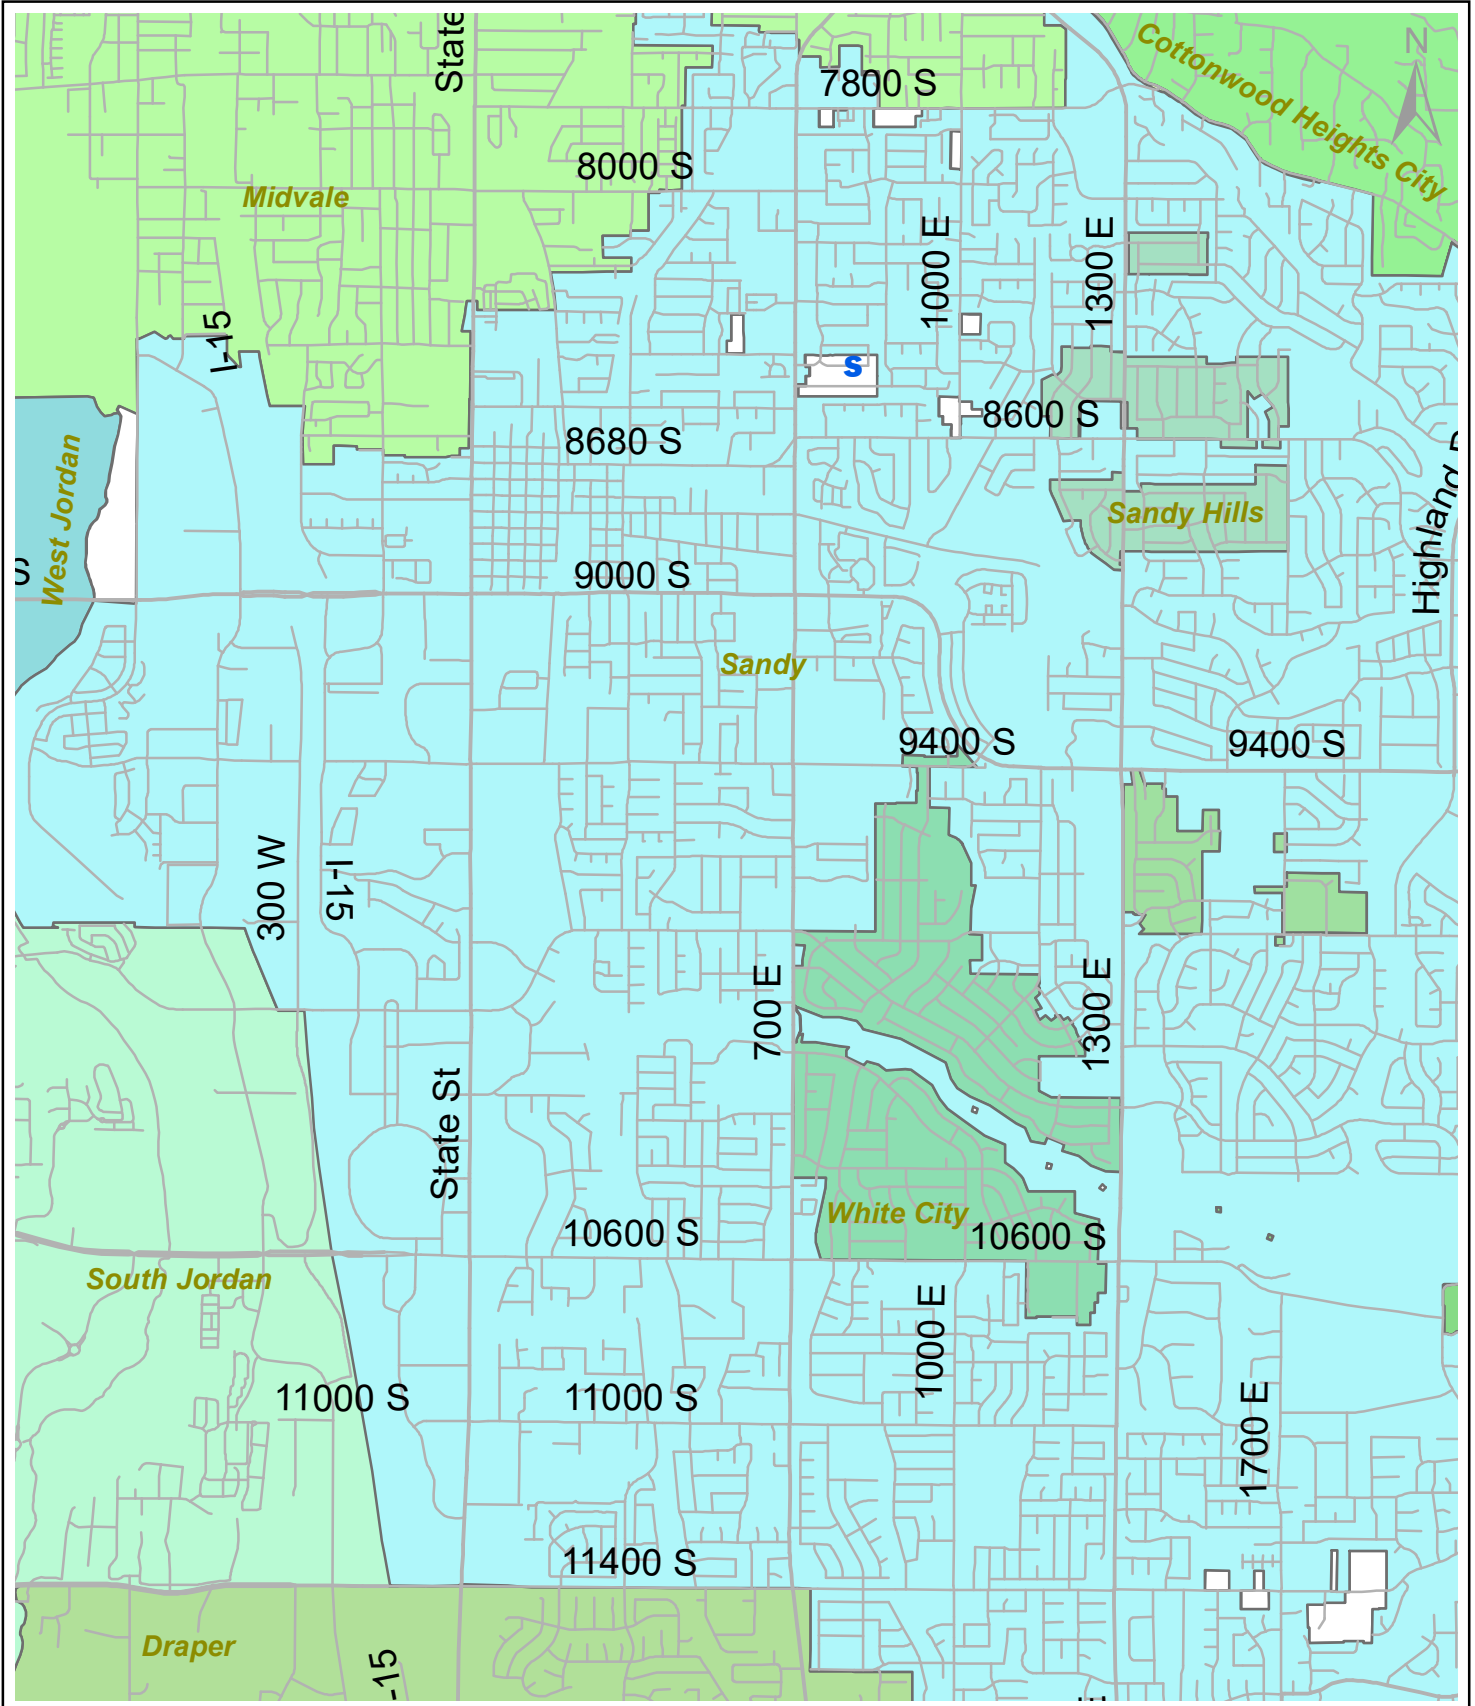 State
N
Cottonwood Heights City
7800 S
8000 S
Midvale
1000 E
1300 E
I-15
S
8600 S
8680 S
West Jordan
Highland
Sandy Hills
S
9000 S
Sandy
9400 S
9400 S
300 W
I-15
700 E
1300 E
State St
White City
10600 S
10600 S
South Jordan
1000 E
11000 S
11000 S
1700 E
11400 S
Draper
-15
E